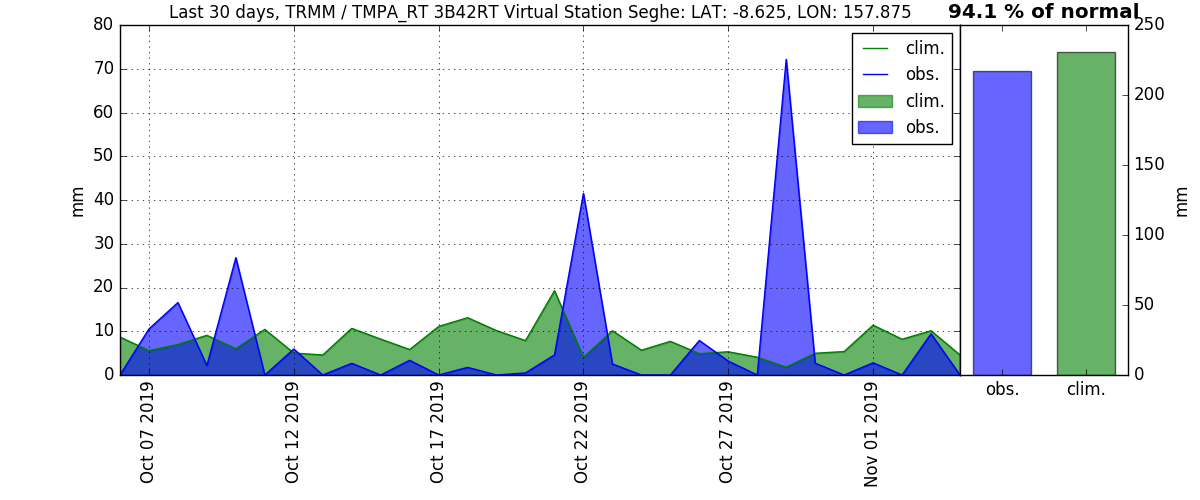 Last 30 days, TRMM / TMPA_RT 3B42RT Virtual Station Seghe: LAT: -8.625, LON: 157.875
94.1 % of normal
80
70
60
50
40
30
20
10
0
mm
clim.
obs.
clim.
obs.
Oct 07 2019
Oct 12 2019
Oct 17 2019
Oct 22 2019
Oct 27 2019
Nov 01 2019
250
200
150
100
50
0
mm
obs.
clim.